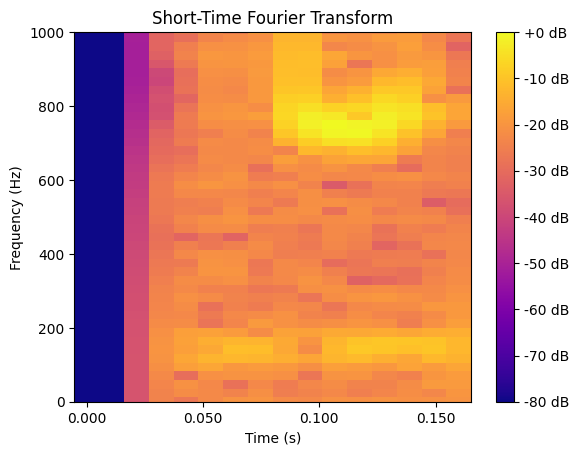 Short-Time Fourier Transform
1000
800
600
400
200
0
Frequency (Hz)
0.000
0.050
0.100
0.150
Time (s)
+0 dB
-10 dB
-20 dB
-30 dB
-40 dB
-50 dB
-60 dB
-70 dB
-80 dB